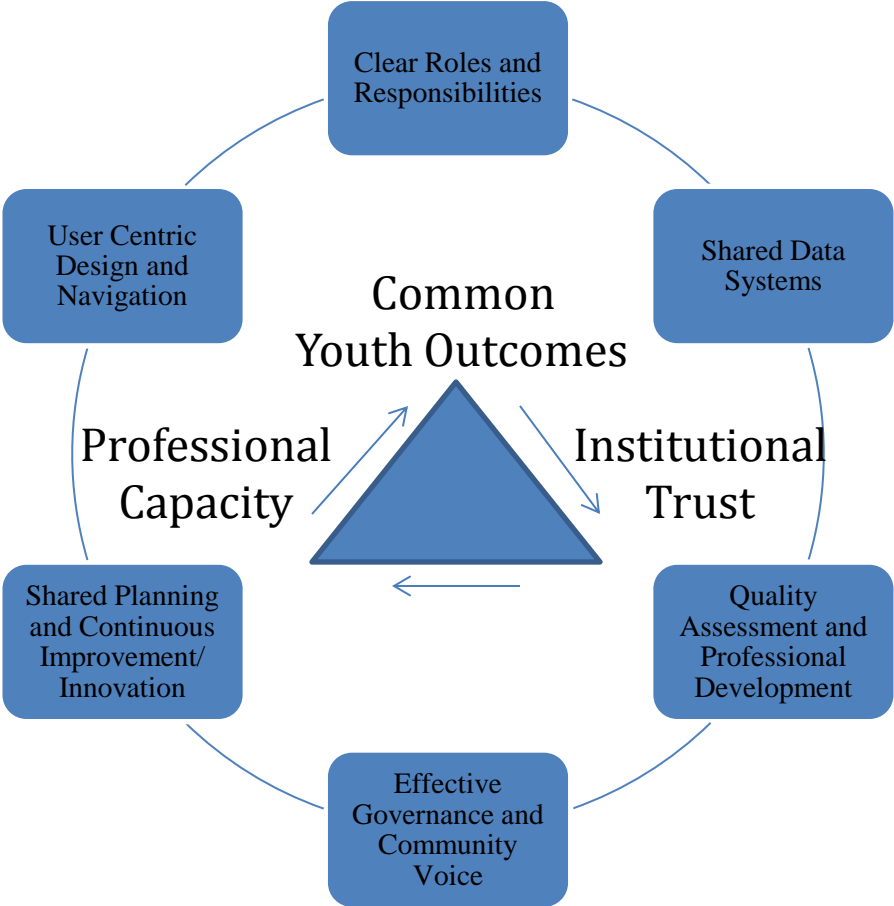 Clear Roles and
Responsibilities
User Centric
Design and
Navigation
Shared Data
Systems
Common
Youth Outcomes
Professional
Capacity
Institutional
Trust
Shared Planning
and Continuous
Improvement/
Innovation
Quality
Assessment and
Professional
Development
Effective
Governance and
Community
Voice